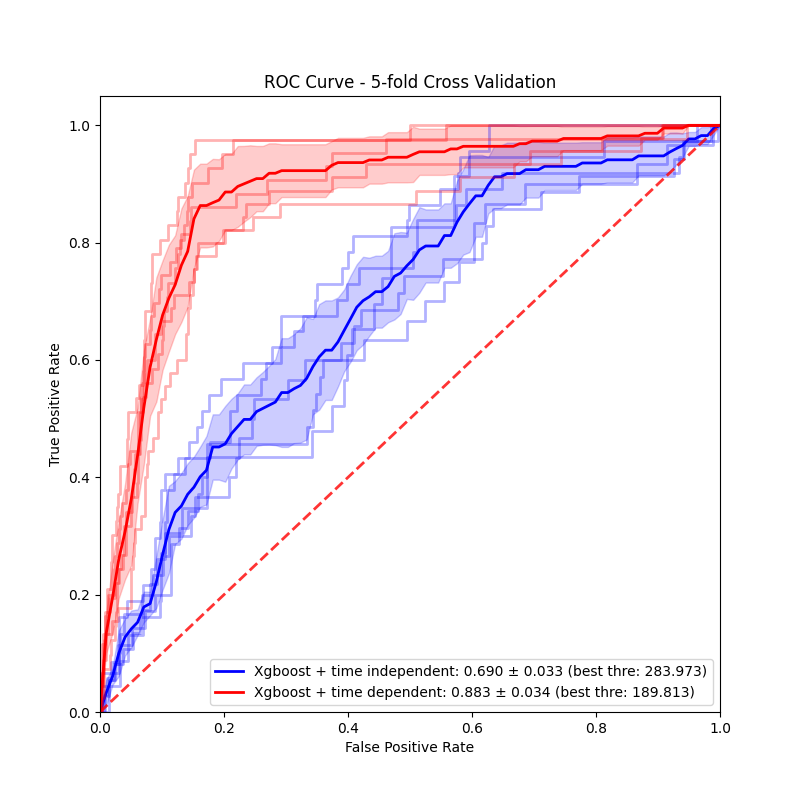 ROC Curve - 5-fold Cross Validation
True Positive Rate
1.0
0.8
0.6
0.4
0.2
0.0
Xgboost + time independent: 0.690 ± 0.033 (best thre: 283.973)
Xgboost + time dependent: 0.883 ± 0.034 (best thre: 189.813)
0.0 0.2 0.4 0.6 0.8 1.0
False Positive Rate